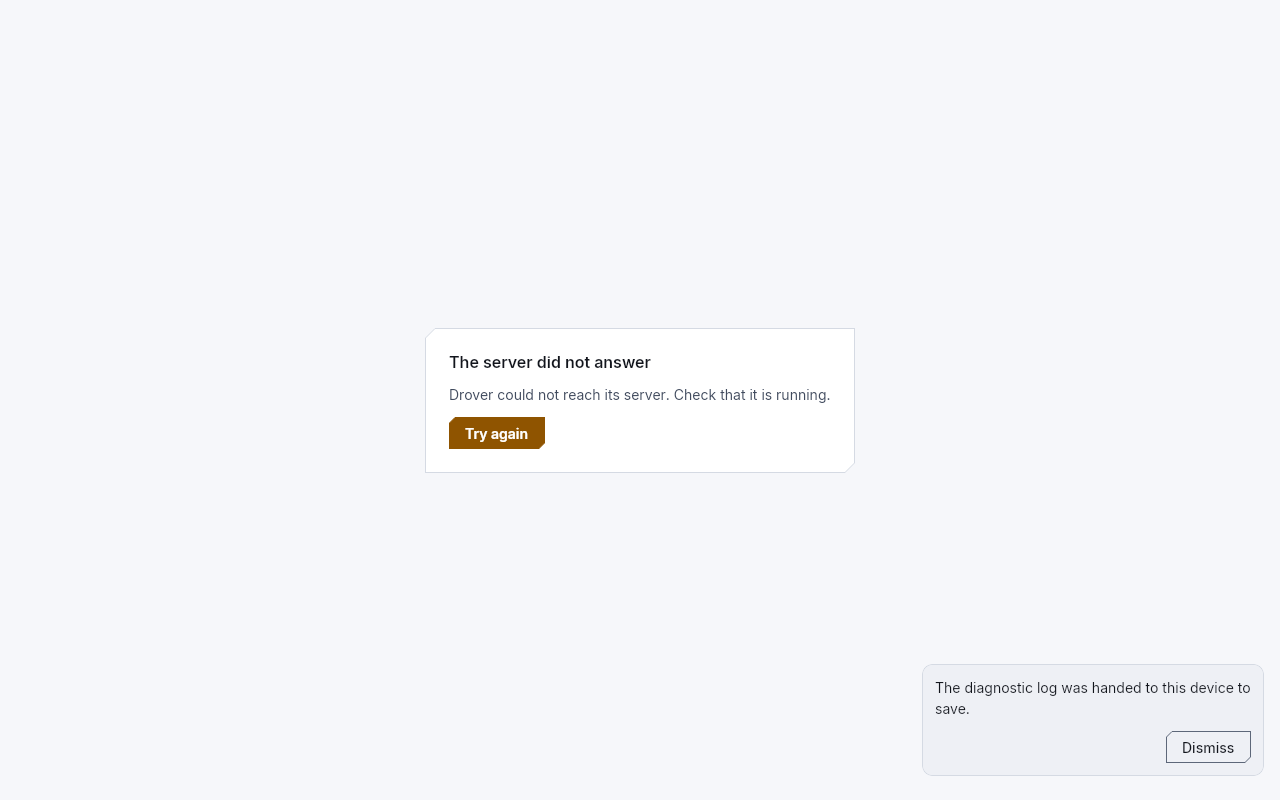 The server did not answer
Drover could not reach its server. Check that it is running.
Try again
The diagnostic log was handed to this device to
save.
Dismiss